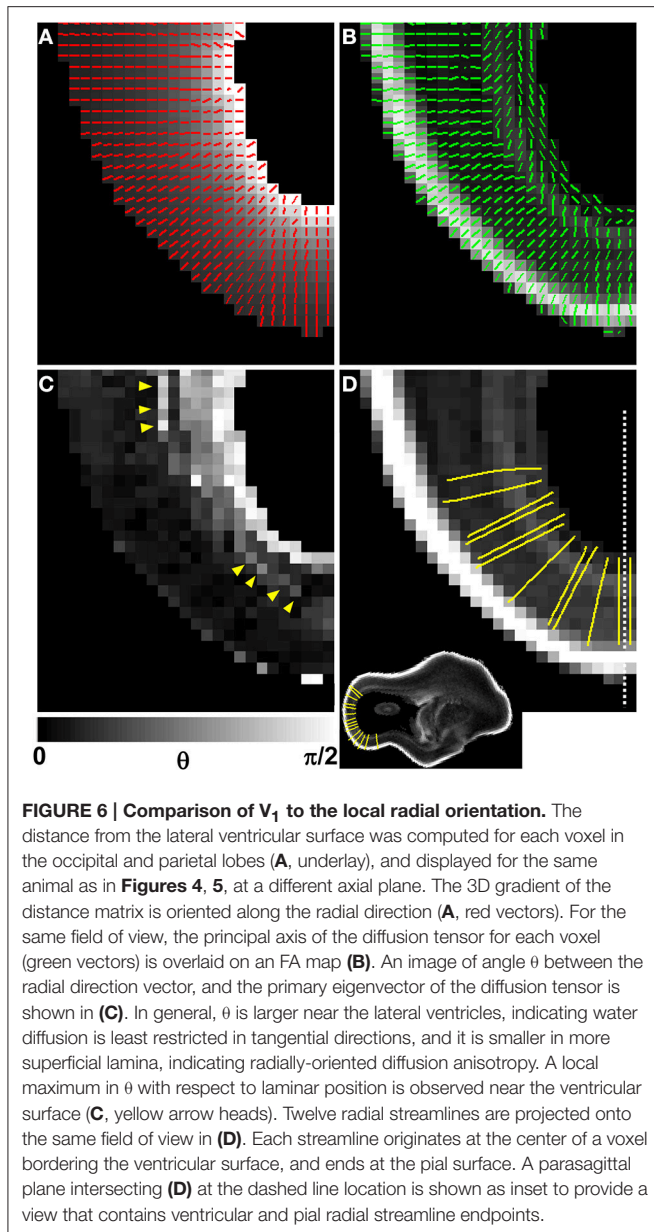 A
B
C
D
0
θ
π/2
FIGURE 6 | Comparison of V1 to the local radial orientation. The
distance from the lateral ventricular surface was computed for each voxel in
the occipital and parietal lobes (A, underlay), and displayed for the same
animal as in Figures 4, 5, at a different axial plane. The 3D gradient of the
distance matrix is oriented along the radial direction (A, red vectors). For the
same field of view, the principal axis of the diffusion tensor for each voxel
(green vectors) is overlaid on an FA map (B). An image of angle θ between the
radial direction vector, and the primary eigenvector of the diffusion tensor is
shown in (C). In general, θ is larger near the lateral ventricles, indicating water
diffusion is least restricted in tangential directions, and it is smaller in more
superficial lamina, indicating radially-oriented diffusion anisotropy. A local
maximum in θ with respect to laminar position is observed near the ventricular
surface (C, yellow arrow heads). Twelve radial streamlines are projected onto
the same field of view in (D). Each streamline originates at the center of a voxel
bordering the ventricular surface, and ends at the pial surface. A parasagittal
plane intersecting (D) at the dashed line location is shown as inset to provide a
view that contains ventricular and pial radial streamline endpoints.